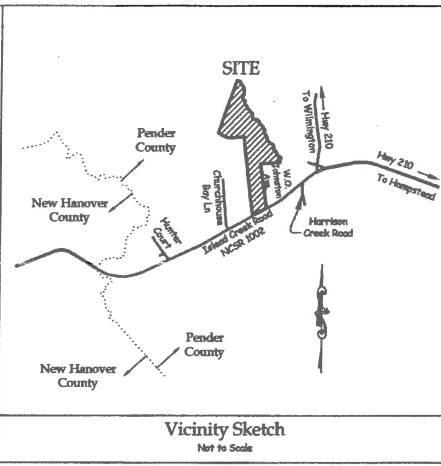 SITE
To Wilmington
Hwy 210
Hwy 210
To Hampstead
Pender
County
New Hanover
County
Hunter
Court
Churchhouse
Bay Ln
W.O.
Johnston
Island Creek Road
NCSR 1002
Harrison
Creek Road
New Hanover
County
Pender
County
Vicinity Sketch
Not to Scale